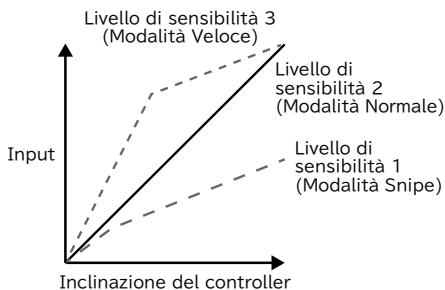 Livello di sensibilità 3
(Modalità Veloce)
Livello di
sensibilità 2
(Modalità Normale)
Input
Livello di
sensibilità 1
(Modalità Snipe)
Inclinazione del controller